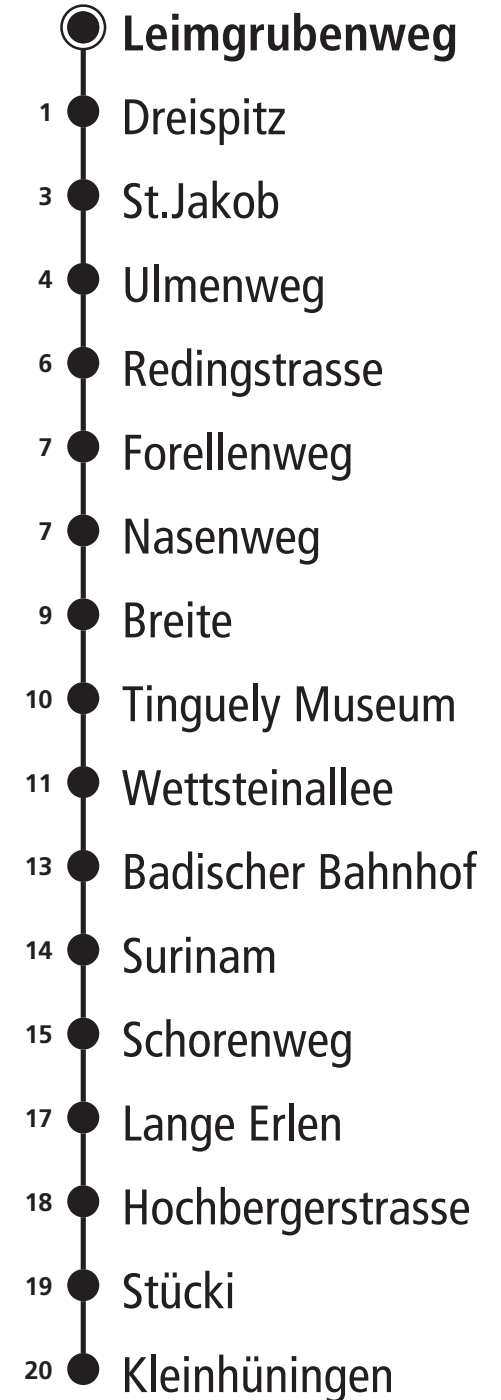 Leimgrubenweg
1 Dreispitz
3 St.Jakob
4 Ulmenweg
6 Redingstrasse
7 Forellenweg
7 Nasenweg
9 Breite
10 Tinguely Museum
11 Wettsteinallee
13 Badischer Bahnhof
14 Surinam
15 Schorenweg
17 Lange Erlen
18 Hochbergerstrasse
19 Stücki
20 Kleinhüningen